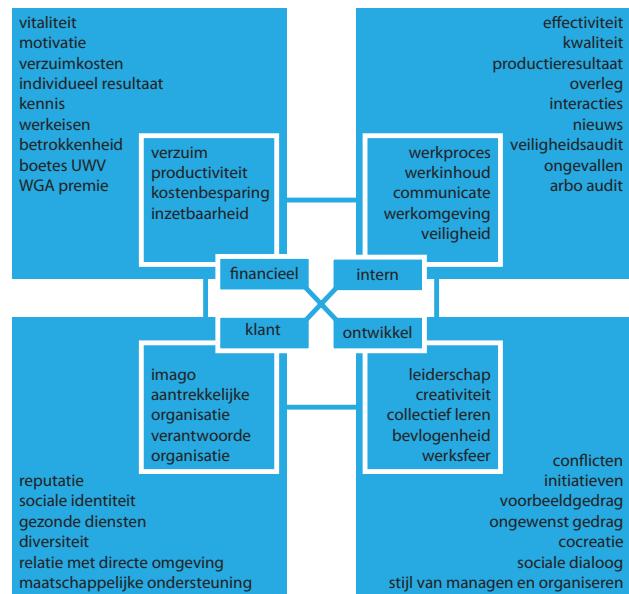 vitaliteit
motivatie
verzuimkosten
individueel resultaat
kennis
werkeisen
betrokkenheid
boetes UWV
WGA premie
verzuim
productiviteit
kostenbesparing
inzetbaarheid
financieel
effectiviteit
kwaliteit
productieresultaat
overleg
interacties
nieuws
veiligheidsaudit
ongevallen
arbo audit
werkproces
werkinhoud
communicate
werkomgeving
veiligheid
intern
klant
imago
aantrekkelijke
organisatie
verantwoorde
organisatie
reputatie
sociale identiteit
gezonde diensten
diversiteit
relatie met directe omgeving
maatschappelijke ondersteuning
ontwikkel
leiderschap
creativiteit
collectief leren
bevlogenheid
werksfeer
conflicten
initiatieven
voorbeeldgedrag
ongewenst gedrag
cocreatie
sociale dialoog
stijl van managen en organiseren